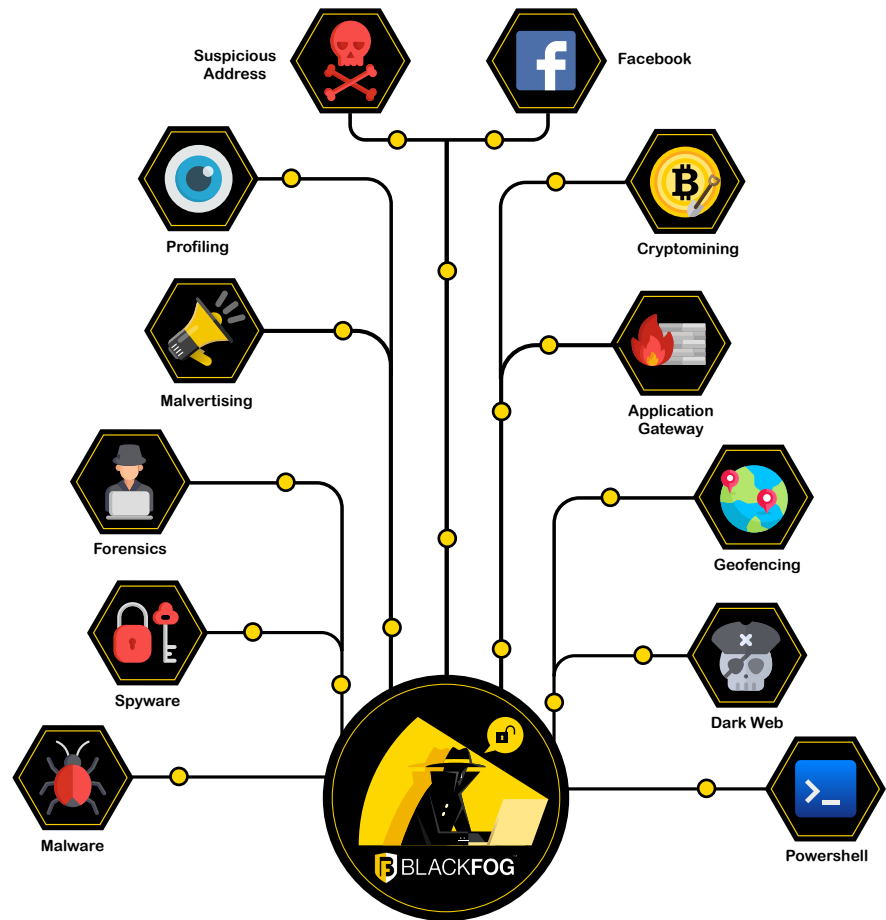 Suspicious
Address
Facebook
Profiling
Cryptomining
Malvertising
Application
Gateway
Forensics
Geofencing
Spyware
Dark Web
Malware
Powershell
BLACKFOG